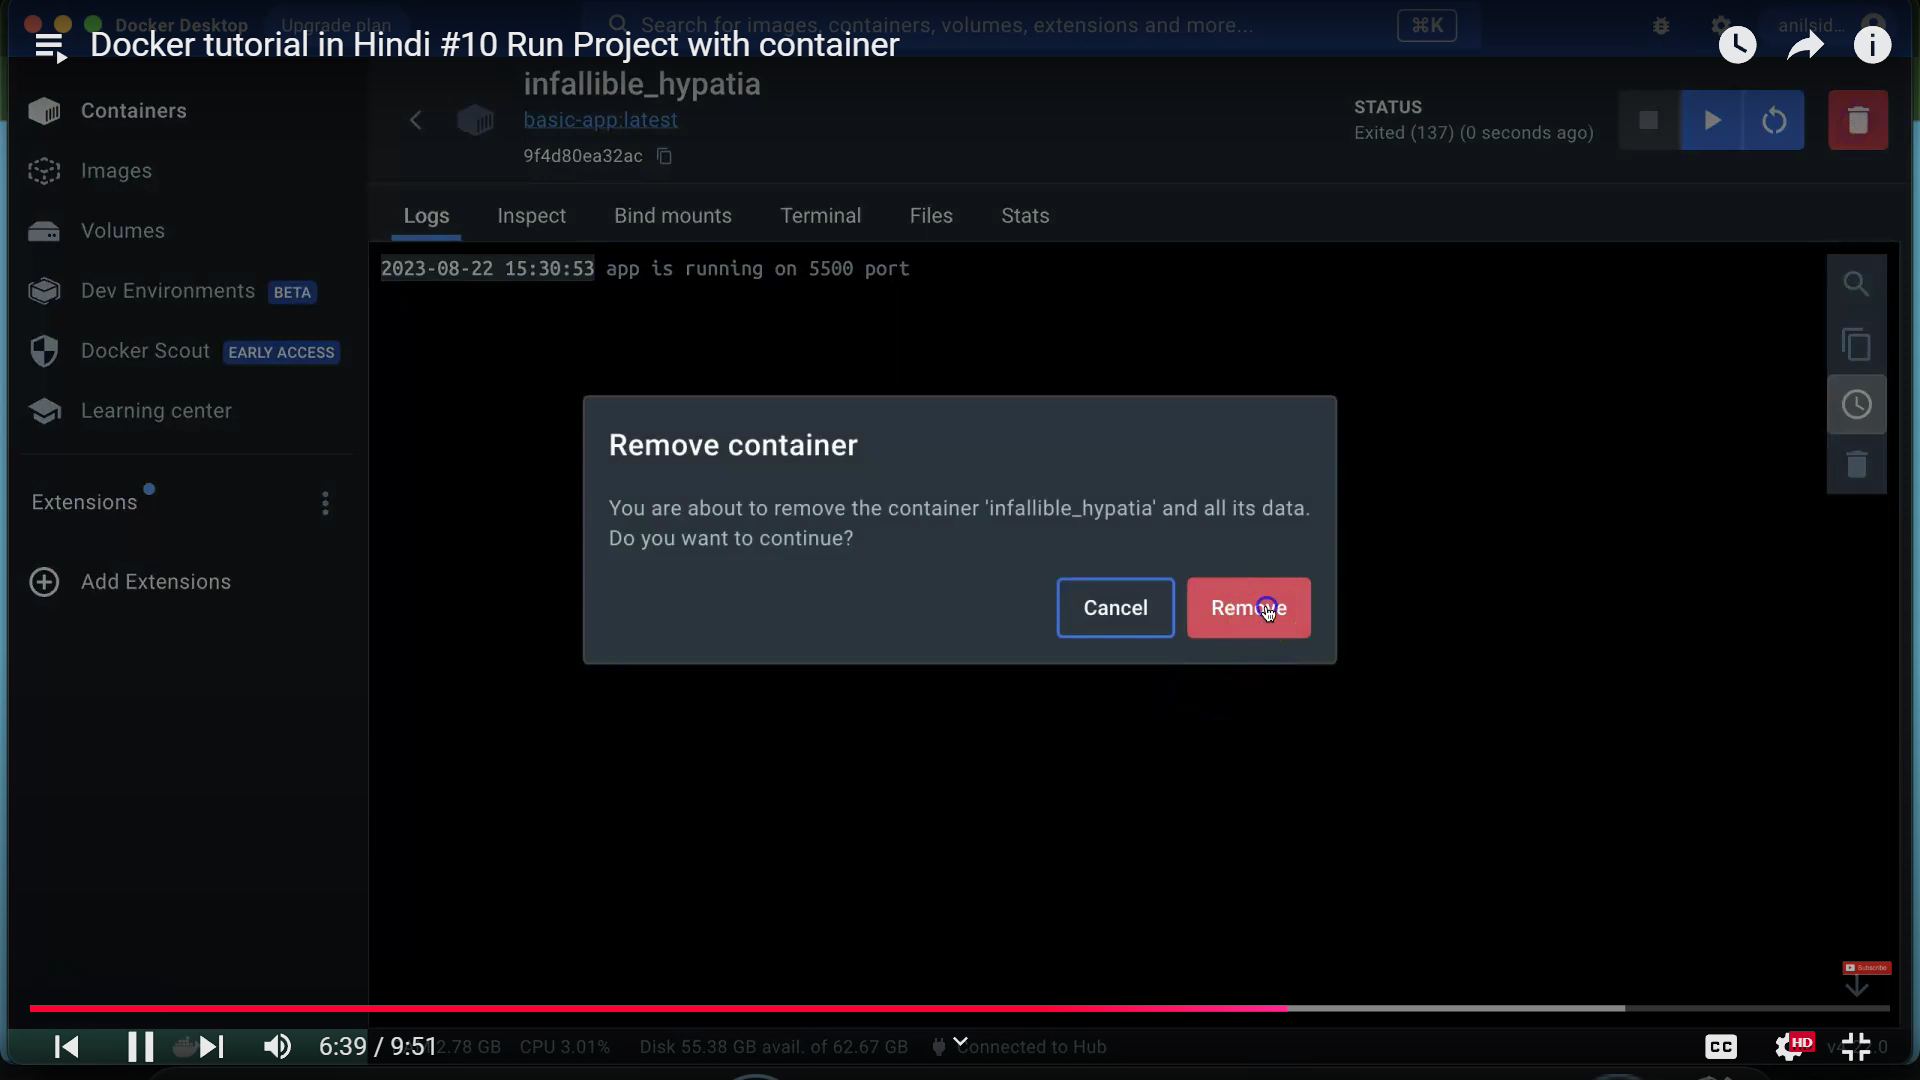 Docker Desktop
Upgrade plan
Search for images, containers, volumes, extensions and more...
⌘K
anilsid...
Docker tutorial in Hindi #10 Run Project with container
infallible_hypatia
basic-app:latest
9f4d80ea32ac
STATUS
Exited (137) (0 seconds ago)
Containers
Images
Volumes
Dev Environments BETA
Docker Scout EARLY ACCESS
Learning center
Extensions
Add Extensions
Logs Inspect Bind mounts Terminal Files Stats
2023-08-22 15:30:53 app is running on 5500 port
Remove container
You are about to remove the container 'infallible_hypatia' and all its data.
Do you want to continue?
Cancel
Remove
Subscribe
6:39 / 9:51
2.78 GB CPU 3.01% Disk 55.38 GB avail. of 62.67 GB Connected to Hub
CC
HD